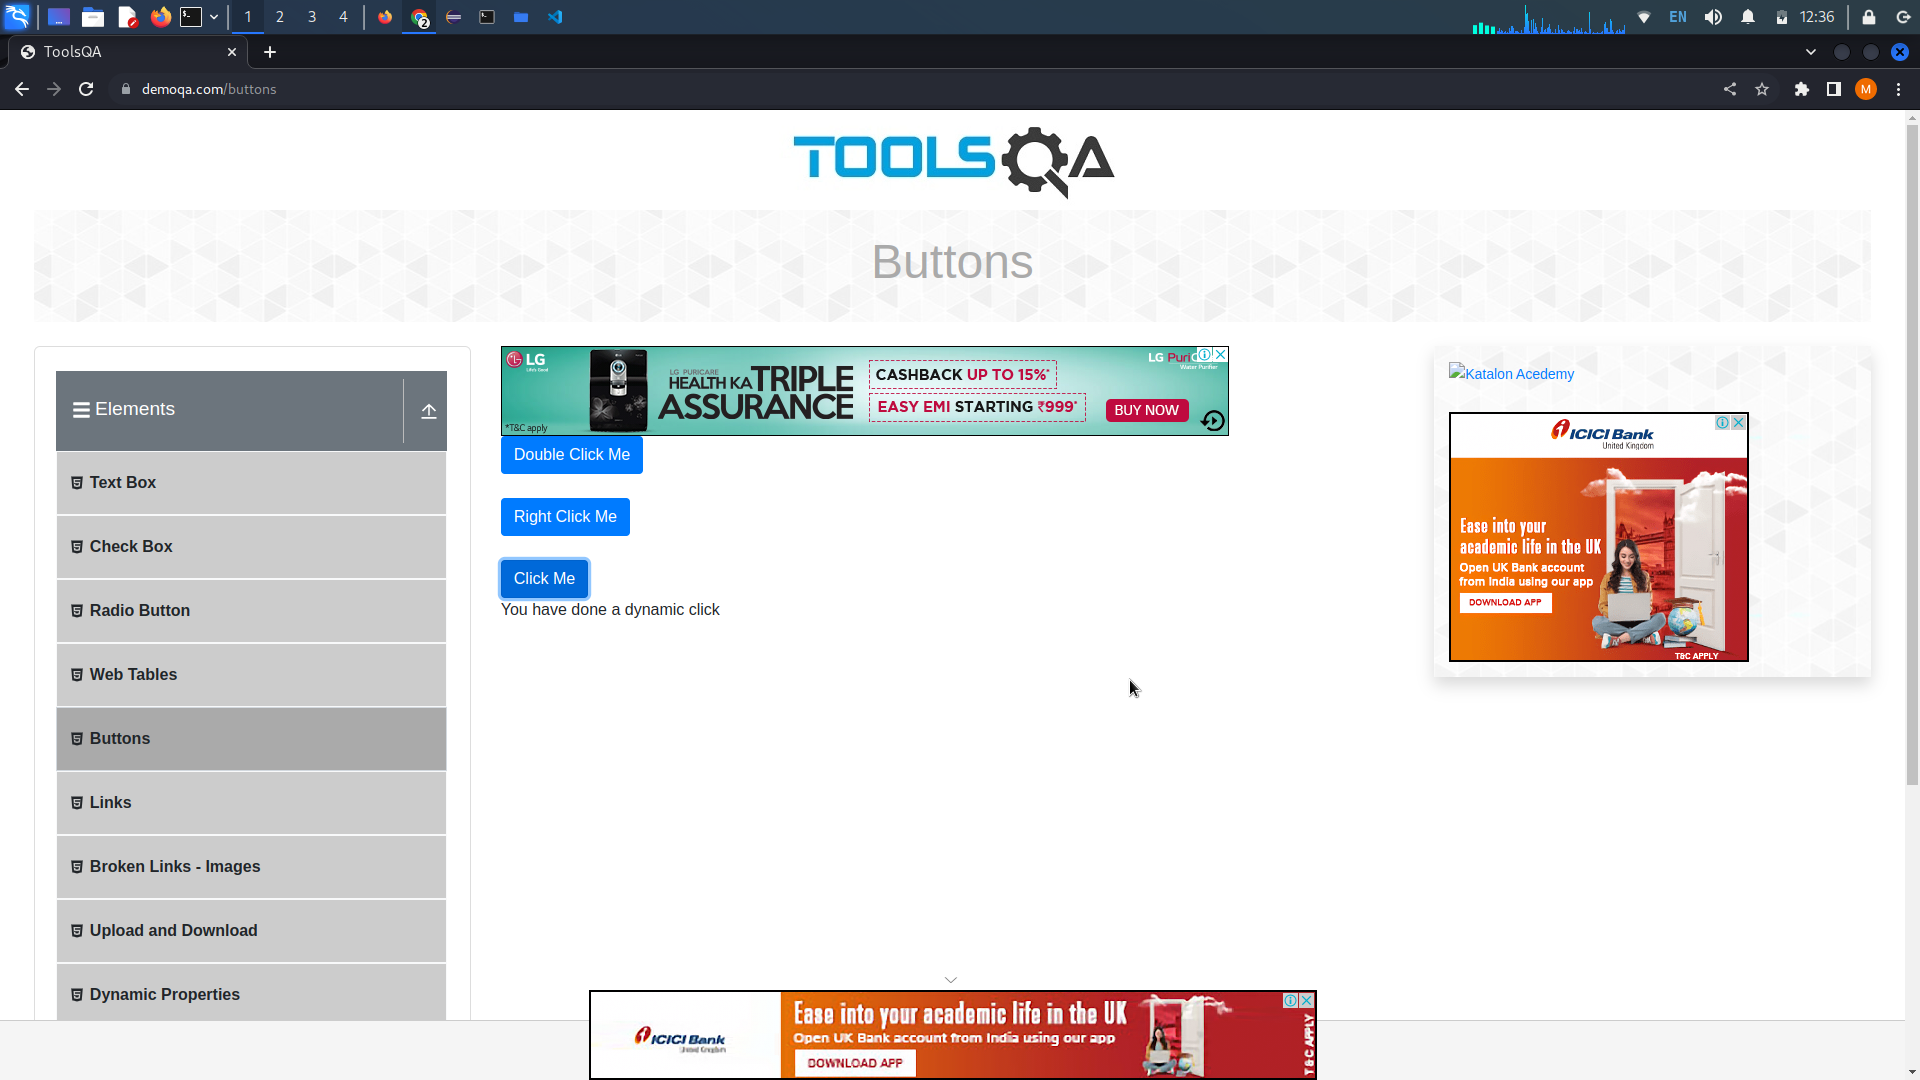 1 2 3 4
2
EN
12:36
ToolsQA
demoqa.com/buttons
M
TOOLSQA
Buttons
Elements
Text Box
Check Box
Radio Button
Web Tables
Buttons
Links
Broken Links - Images
Upload and Download
Dynamic Properties
LG
Life's Good
LG PURICARE
HEALTH KA TRIPLE
ASSURANCE
CASHBACK UP TO 15%*
EASY EMI STARTING ₹999*
LG Puri
Water Purifier
BUY NOW
*T&C apply
Double Click Me
Right Click Me
Click Me
You have done a dynamic click
Katalon Acedemy
ICICI Bank
United Kingdom
Ease into your
academic life in the UK
Open UK Bank account
from India using our app
DOWNLOAD APP
T&C APPLY
ICICI Bank
United Kingdom
Ease into your academic life in the UK
Open UK Bank account from India using our app
DOWNLOAD APP
T&C APPLY